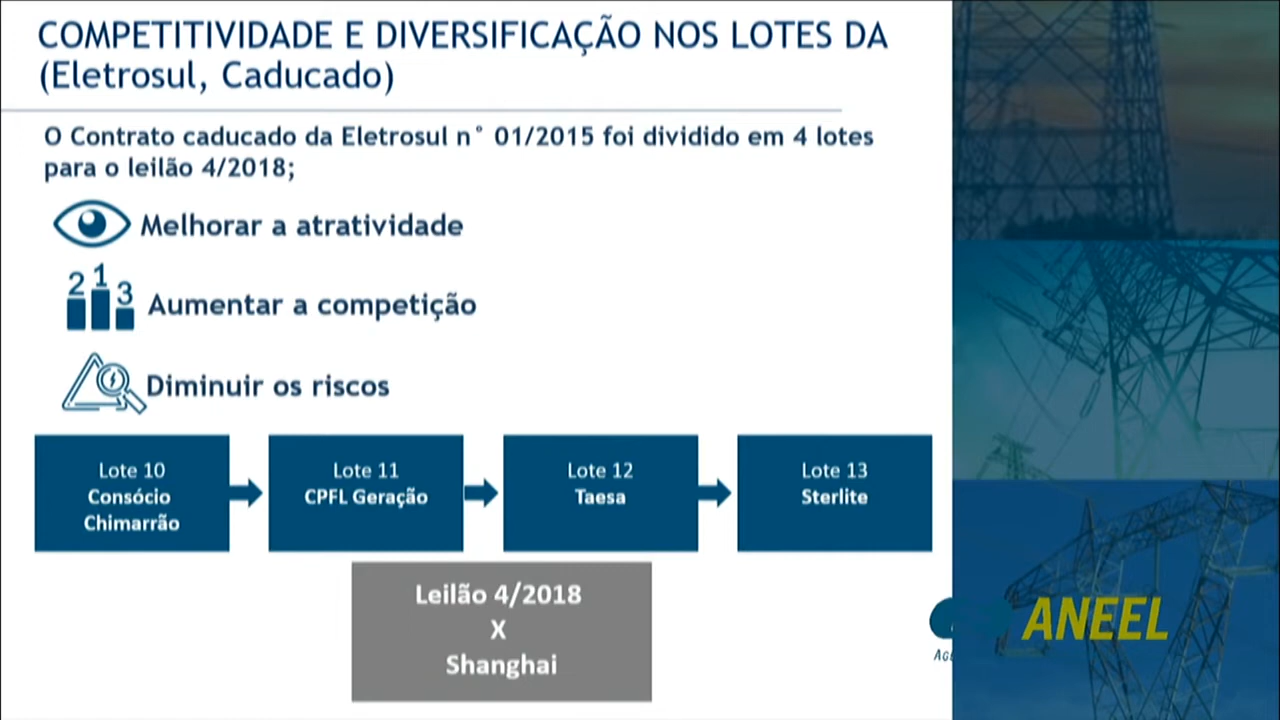 COMPETITIVIDADE E DIVERSIFICAÇÃO NOS LOTES DA
(Eletrosul, Caducado)
O Contrato caducado da Eletrosul n° 01/2015 foi dividido em 4 lotes
para o leilão 4/2018;
Melhorar a atratividade
2 1 3
Aumentar a competição
Diminuir os riscos
Lote 10
Consócio
Chimarrão
Lote 11
CPFL Geração
Lote 12
Taesa
Lote 13
Sterlite
Leilão 4/2018
X
Shanghai
ANEEL